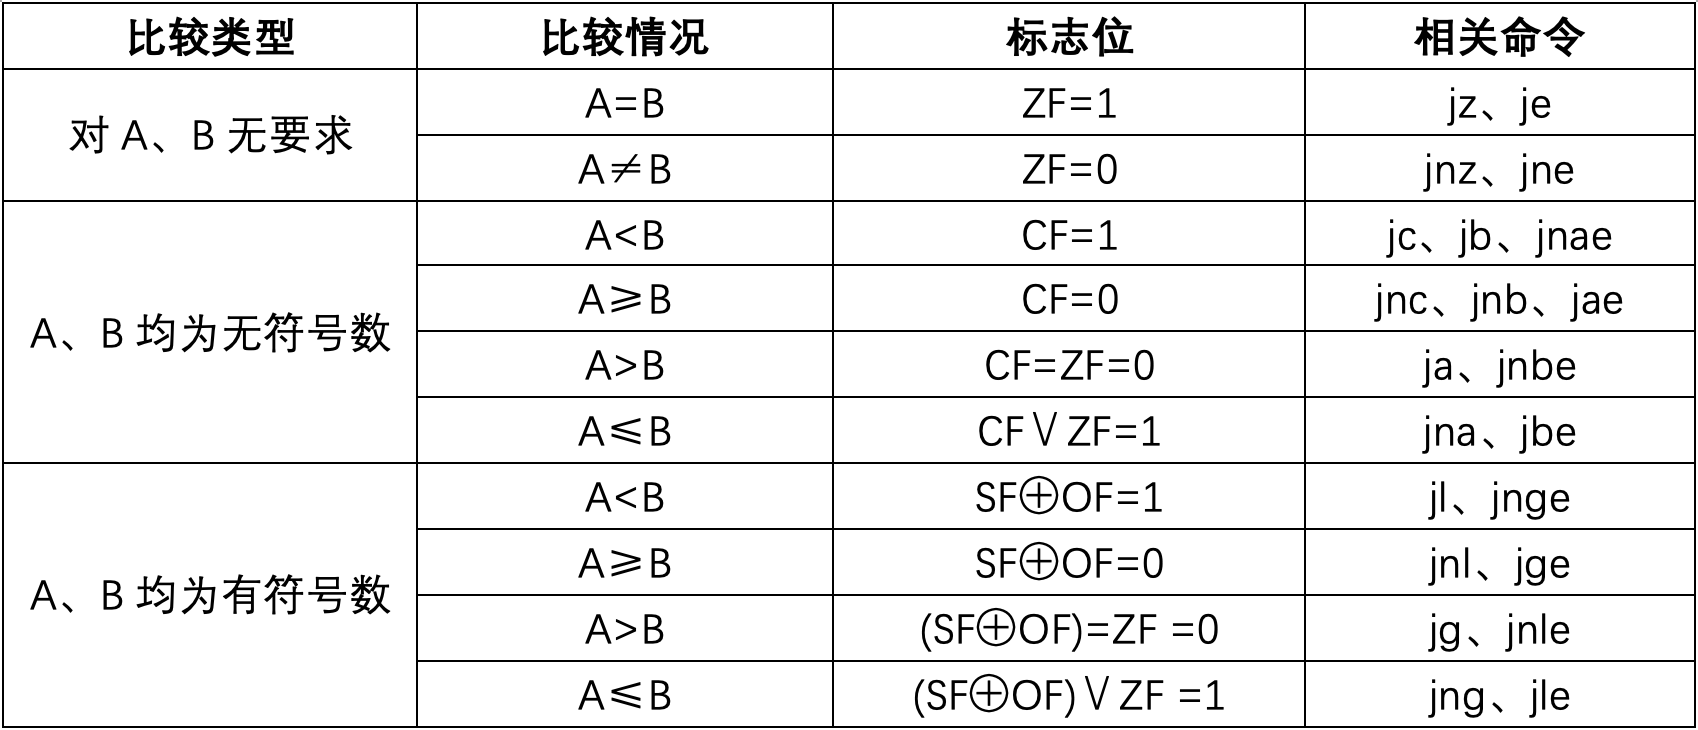 比较类型 比较情况 标志位 相关命令
对 A、B 无要求 A=B ZF=1 jz、je
A≠B ZF=0 jnz、jne
A、B 均为无符号数 A<B CF=1 jc、jb、jnae
A⩾B CF=0 jnc、jnb、jae
A>B CF=ZF=0 ja、jnbe
A⩽B CF∨ZF=1 jna、jbe
A、B 均为有符号数 A<B SF⊕OF=1 jl、jnge
A⩾B SF⊕OF=0 jnl、jge
A>B (SF⊕OF)=ZF =0 jg、jnle
A⩽B (SF⊕OF)∨ZF =1 jng、jle